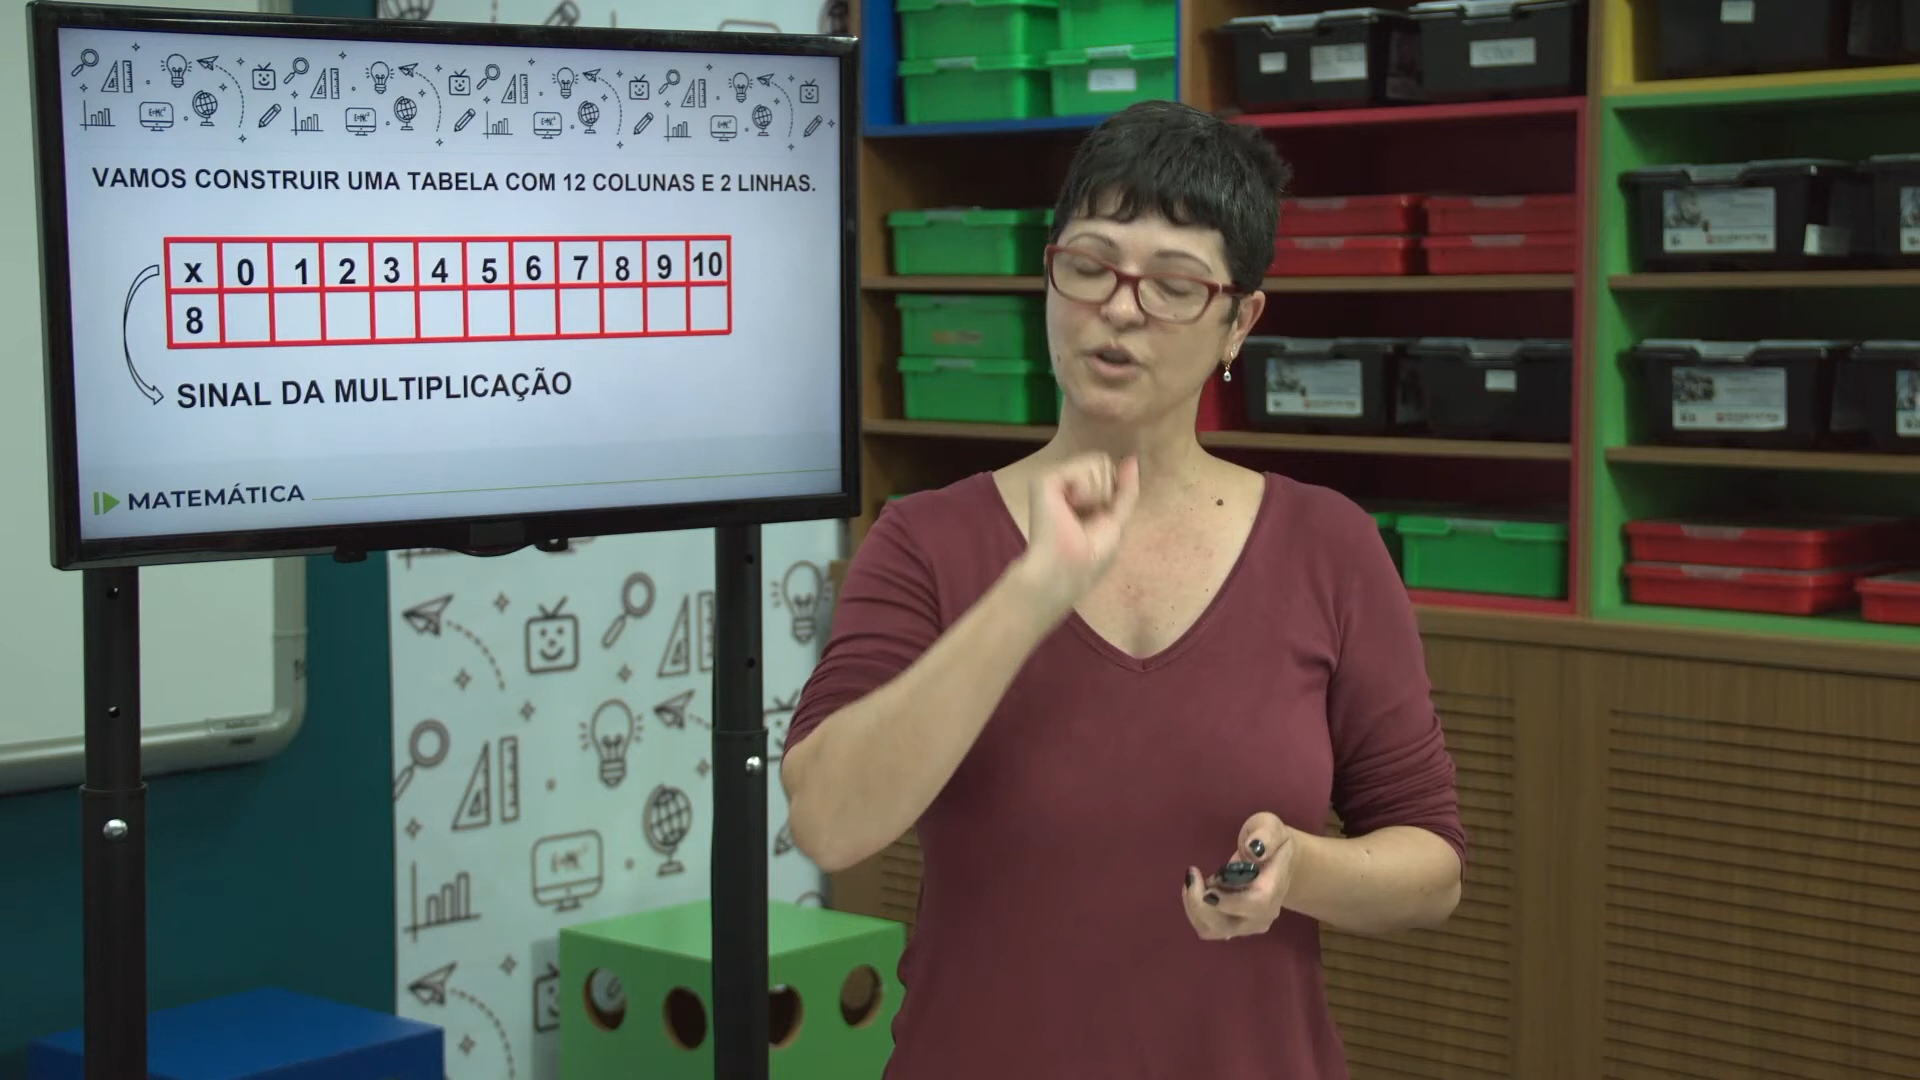 VAMOS CONSTRUIR UMA TABELA COM 12 COLUNAS E 2 LINHAS.
x 0 1 2 3 4 5 6 7 8 9 10
8
SINAL DA MULTIPLICAÇÃO
MATEMÁTICA